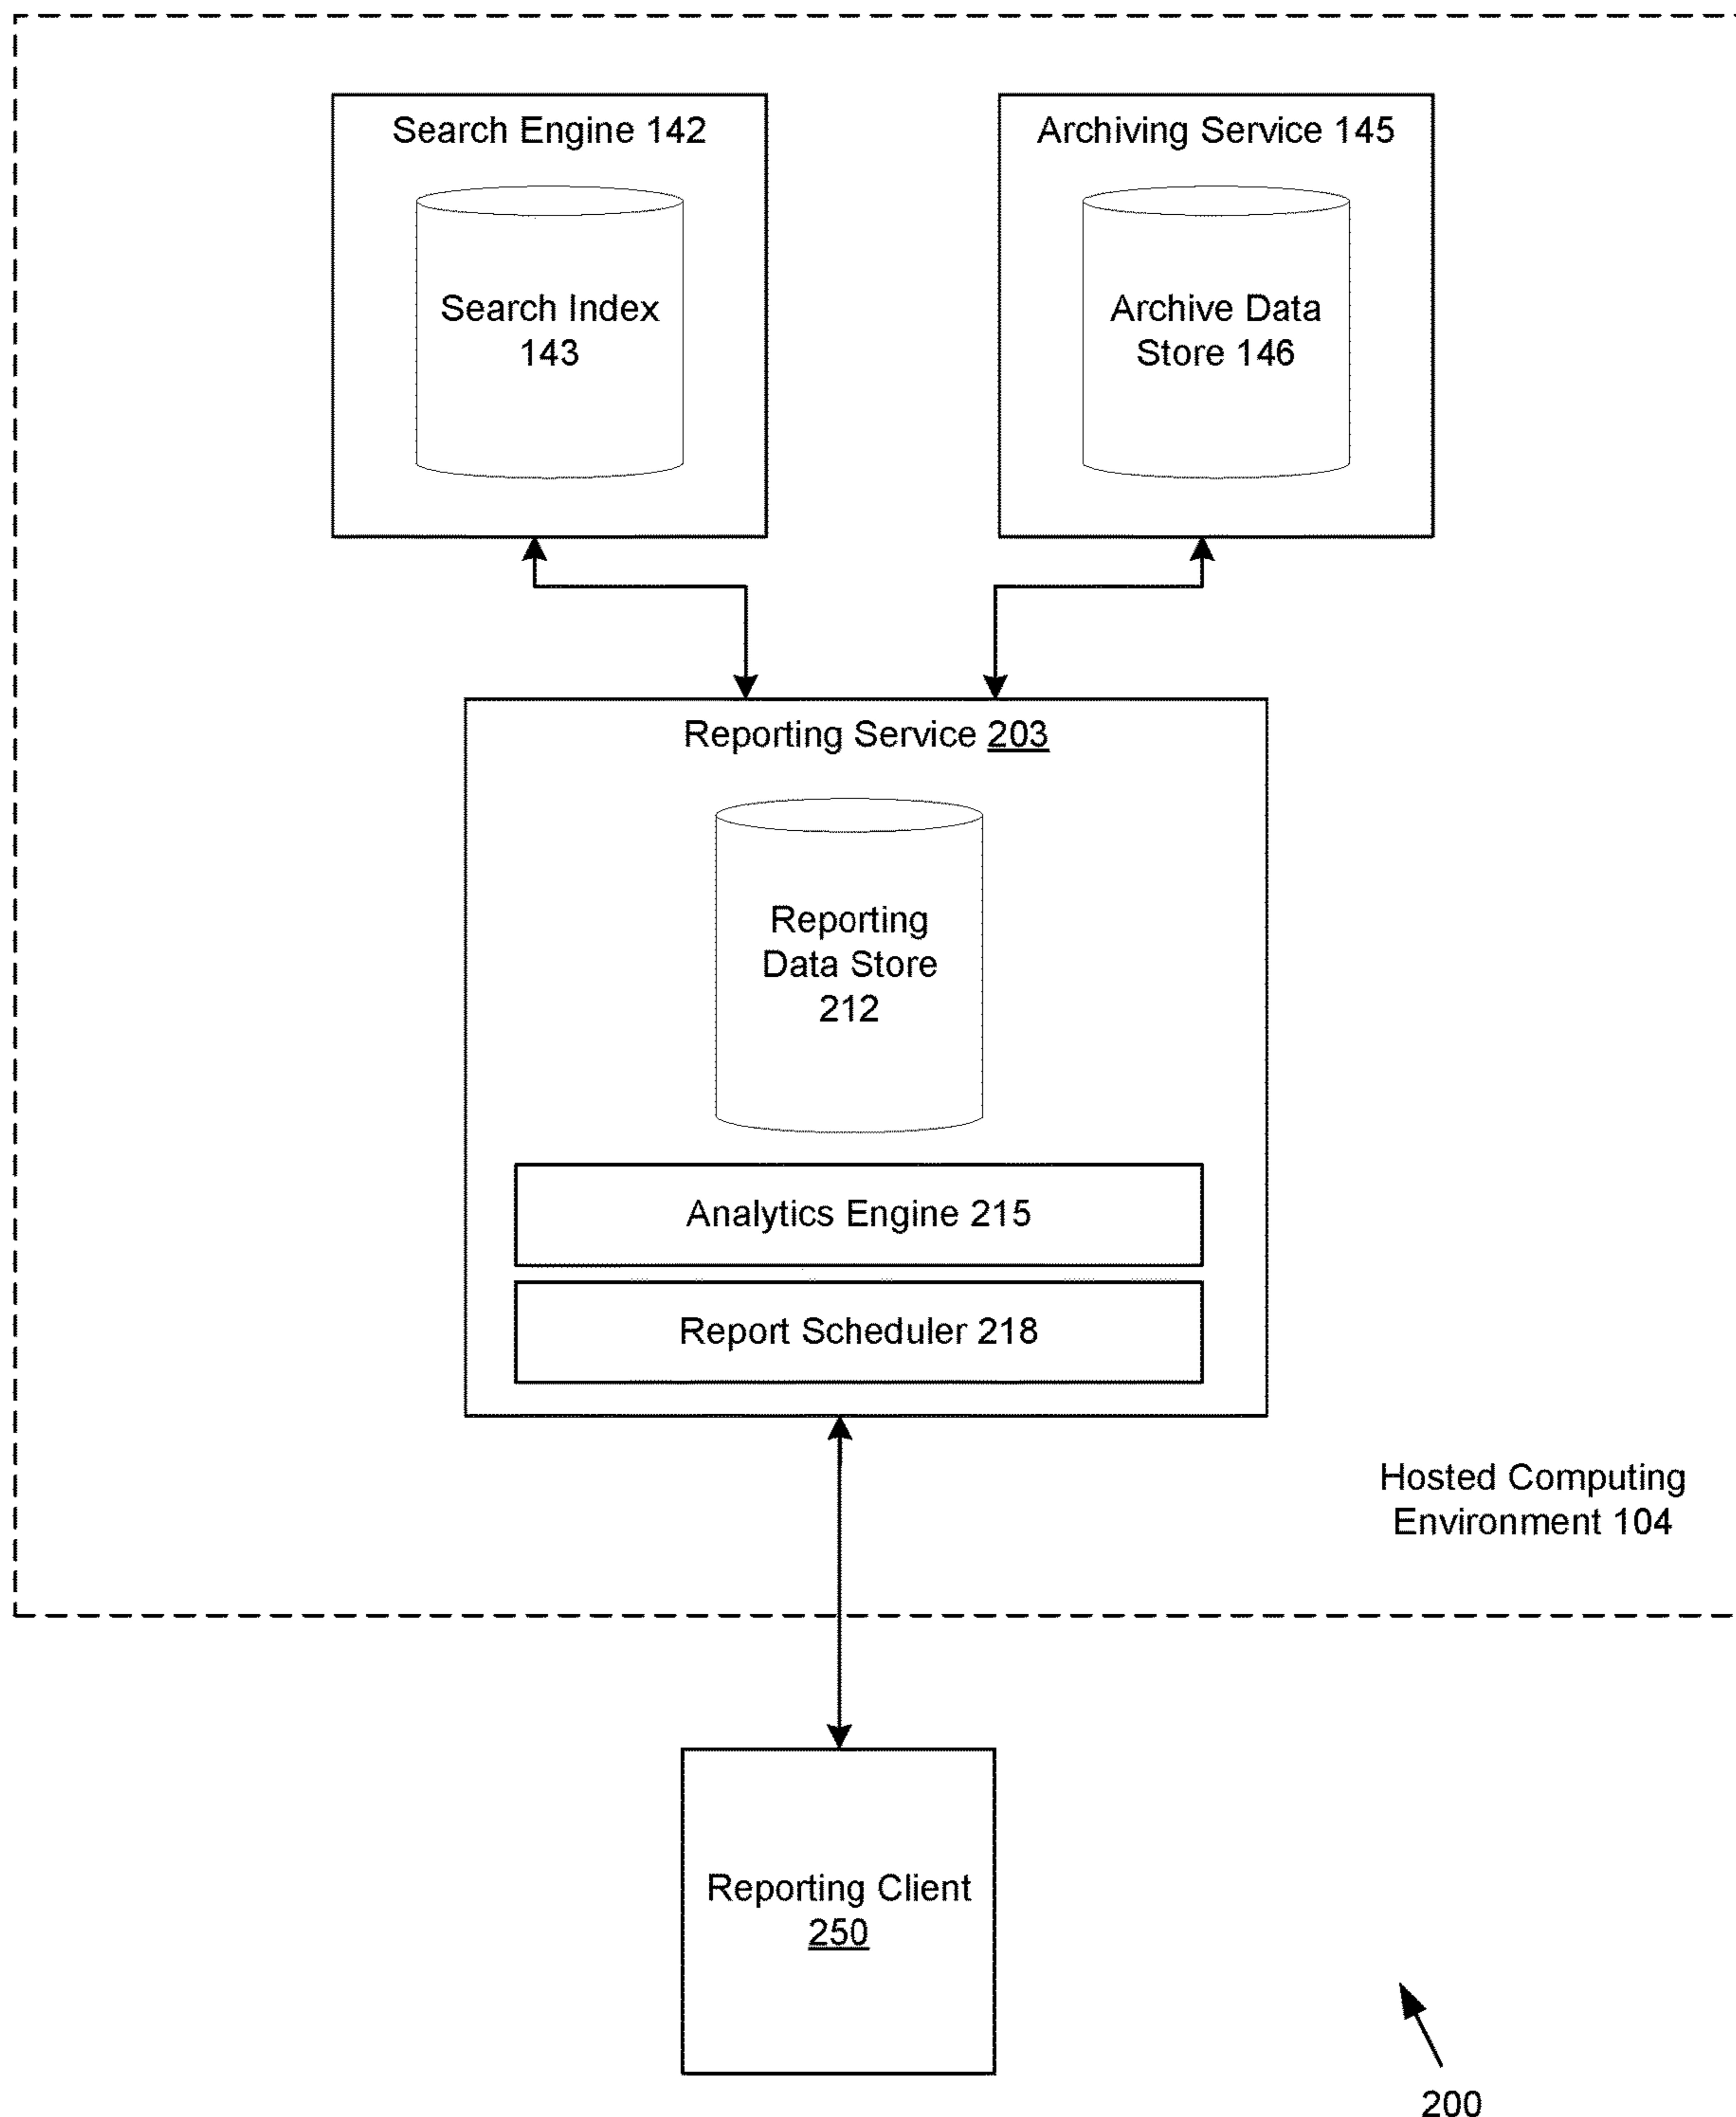 Search Engine 142
Archiving Service 145
Search Index
143
Archive Data
Store 146
Reporting Service 203
Reporting
Data Store
212
Analytics Engine 215
Report Scheduler 218
Hosted Computing
Environment 104
Reporting Client
250
200